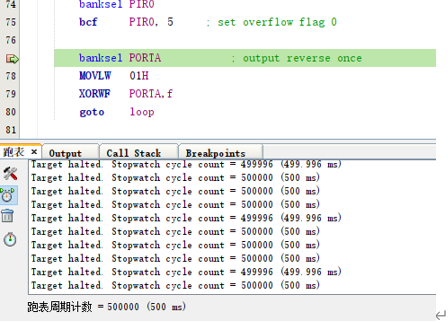 74 banksel PIR0
75 bcf PIR0, 5 ; set overflow flag 0
76
banksel PORTA ; output reverse once
78 MOVLW 01H
79 XORWF PORTA,f
80 goto loop
81
跑表 × Output Call Stack Breakpoints
Target halted. Stopwatch cycle count = 499996 (499.996 ms)
Target halted. Stopwatch cycle count = 500000 (500 ms)
Target halted. Stopwatch cycle count = 500000 (500 ms)
Target halted. Stopwatch cycle count = 500000 (500 ms)
Target halted. Stopwatch cycle count = 499996 (499.996 ms)
Target halted. Stopwatch cycle count = 500000 (500 ms)
Target halted. Stopwatch cycle count = 500000 (500 ms)
Target halted. Stopwatch cycle count = 500000 (500 ms)
Target halted. Stopwatch cycle count = 499996 (499.996 ms)
Target halted. Stopwatch cycle count = 500000 (500 ms)
跑表周期计数 = 500000 (500 ms)